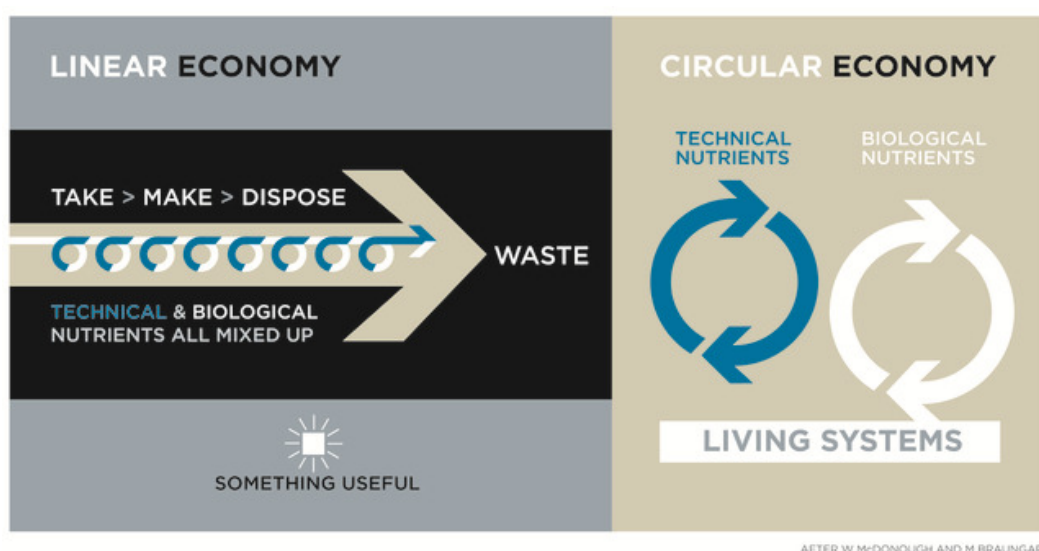 LINEAR ECONOMY
TAKE > MAKE > DISPOSE
WASTE
TECHNICAL & BIOLOGICAL
NUTRIENTS ALL MIXED UP
SOMETHING USEFUL
CIRCULAR ECONOMY
TECHNICAL
NUTRIENTS
BIOLOGICAL
NUTRIENTS
LIVING SYSTEMS
AFTER W McDONOUGH AND M